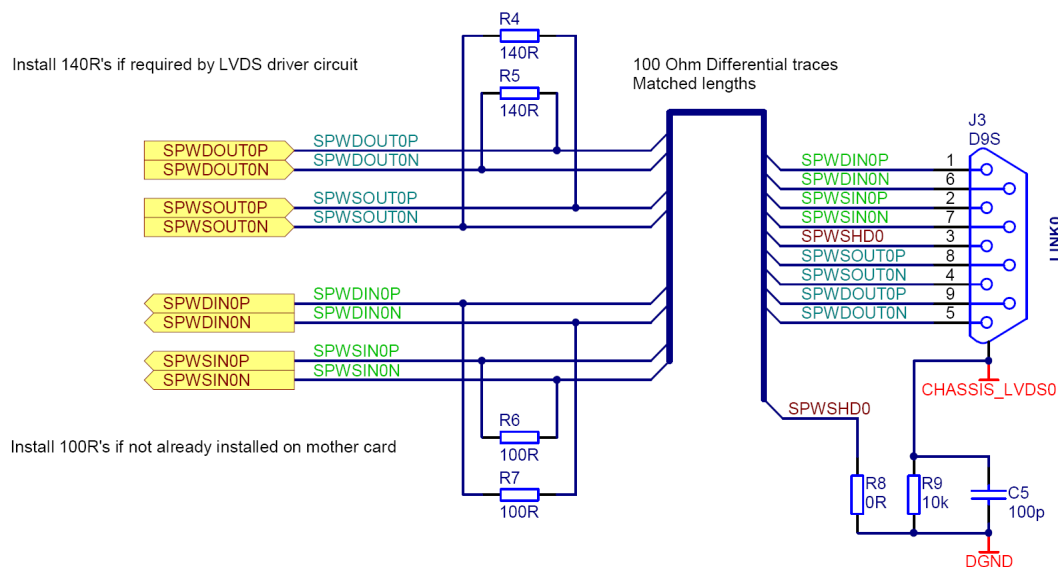 R4
140R
Install 140R's if required by LVDS driver circuit
R5
140R
100 Ohm Differential traces
Matched lengths
J3
D9S
SPWDOUT0P SPWDOUT0P
SPWDOUT0N SPWDOUT0N
SPWSOUT0P SPWSOUT0P
SPWSOUT0N SPWSOUT0N
SPWDIN0P 1
SPWDIN0N 6
SPWSIN0P 2
SPWSIN0N 7
SPWSHD0 3
SPWSOUT0P 8
SPWSOUT0N 4
SPWDOUT0P 9
SPWDOUT0N 5
LINK0
SPWDIN0P SPWDIN0P
SPWDIN0N SPWDIN0N
SPWSIN0P SPWSIN0P
SPWSIN0N SPWSIN0N
CHASSIS_LVDS0
SPWSHD0
R6
100R
Install 100R's if not already installed on mother card
R7
100R
R8
0R
R9
10k
C5
100p
DGND